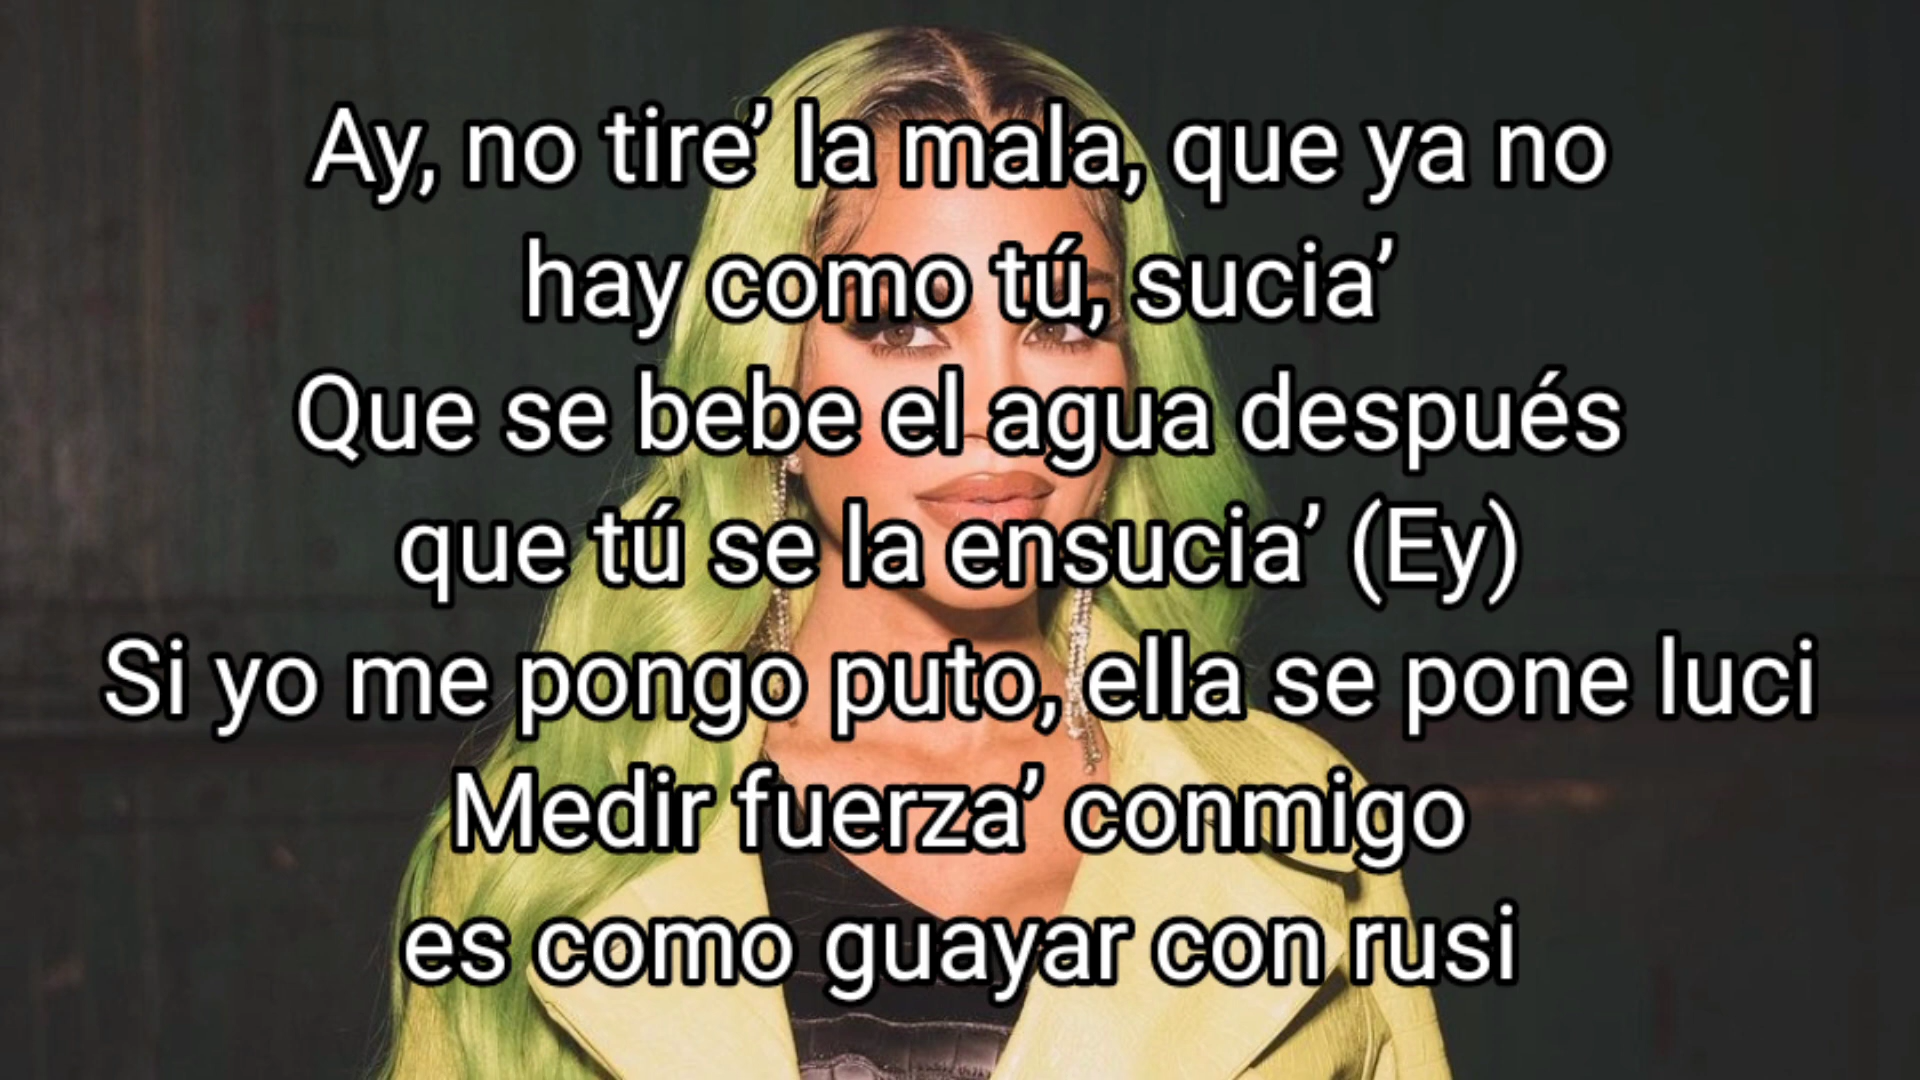 Ay, no tire’ la mala, que ya no
hay como tú, sucia’
Que se bebe el agua después
que tú se la ensucia’ (Ey)
Si yo me pongo puto, ella se pone luci
Medir fuerza’ conmigo
es como guayar con rusi